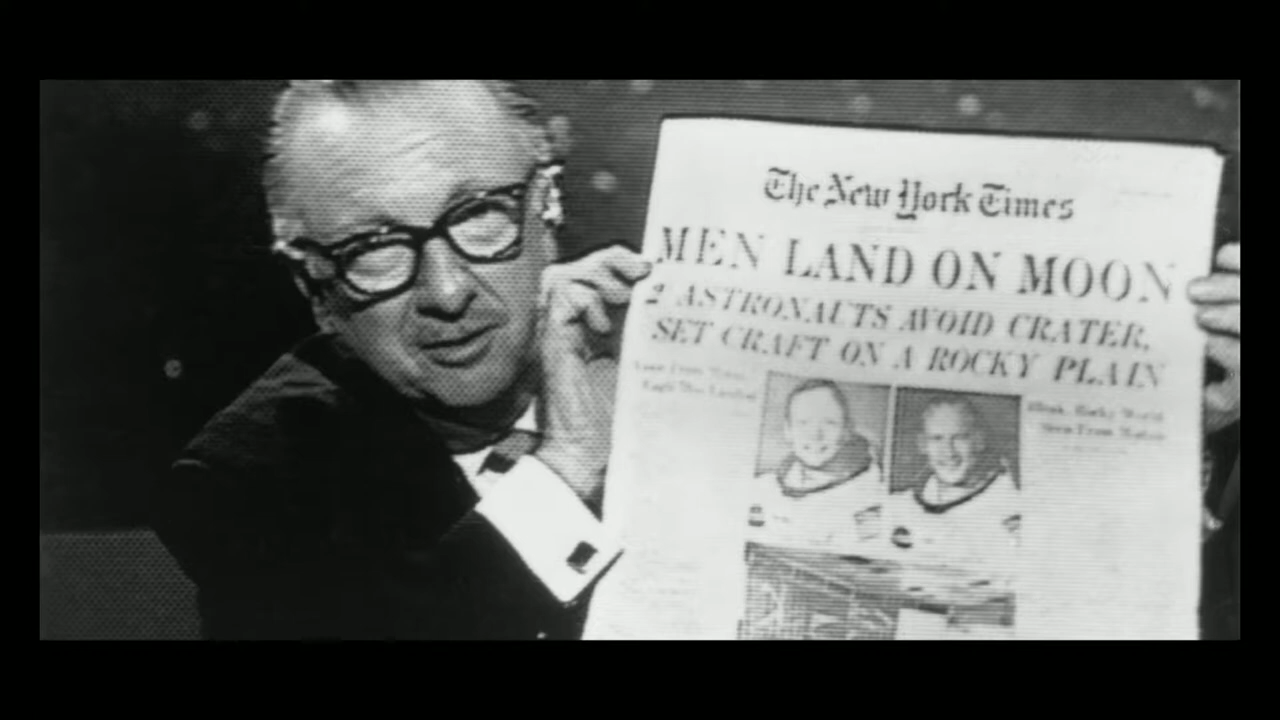 The New York Times
MEN LAND ON MOON
2 ASTRONAUTS AVOID CRATER,
SET CRAFT ON A ROCKY PLAIN